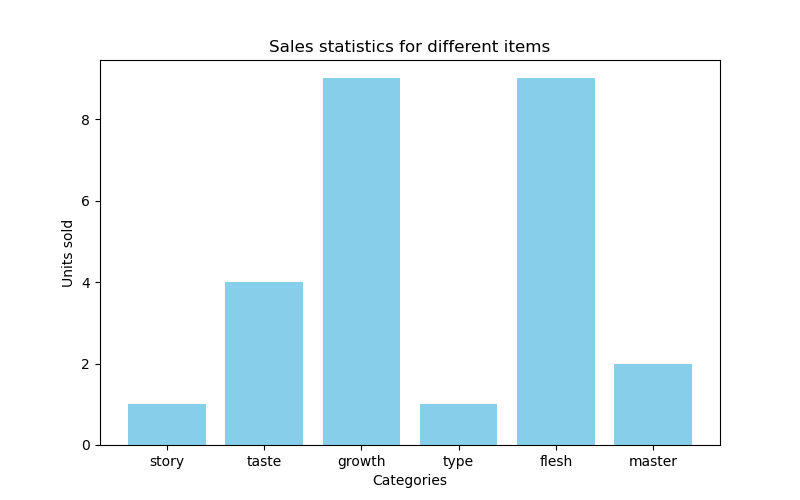 Sales statistics for different items
Units sold
8
6
4
2
0
story taste growth type flesh master
Categories